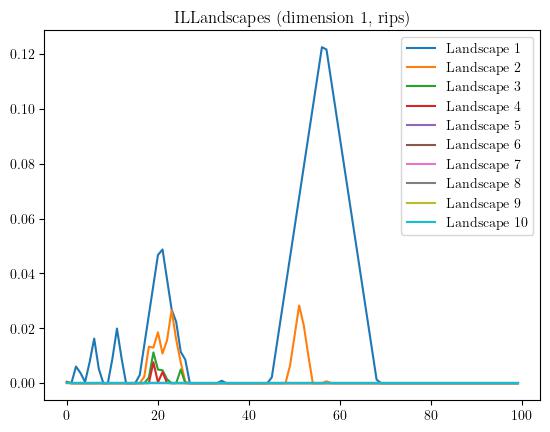 ILLandscapes (dimension 1, rips)
0.12
0.10
0.08
0.06
0.04
0.02
0.00
0 20 40 60 80 100
Landscape 1
Landscape 2
Landscape 3
Landscape 4
Landscape 5
Landscape 6
Landscape 7
Landscape 8
Landscape 9
Landscape 10